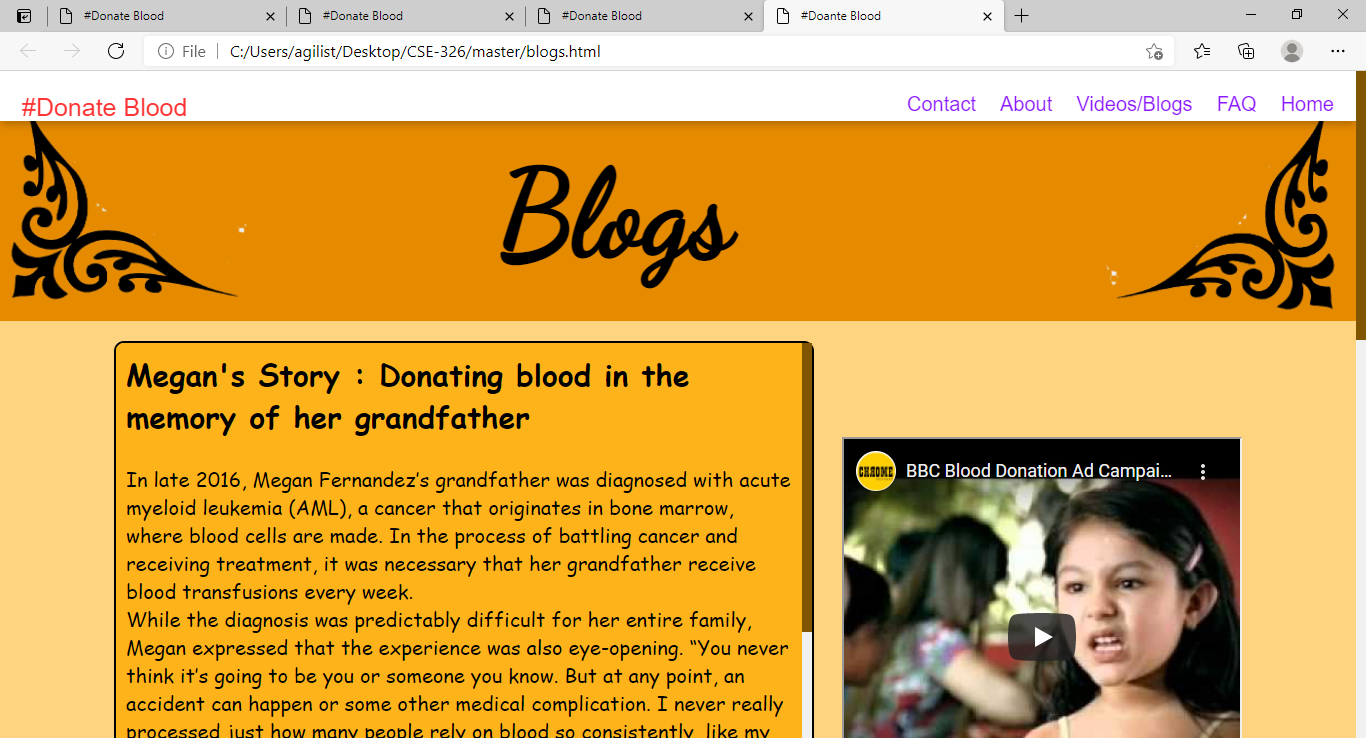 #Donate Blood
#Donate Blood
#Donate Blood
#Doante Blood
File
C:/Users/agilist/Desktop/CSE-326/master/blogs.html
#Donate Blood
Contact About Videos/Blogs FAQ Home
Blogs
Megan's Story : Donating blood in the
memory of her grandfather
In late 2016, Megan Fernandez’s grandfather was diagnosed with acute
myeloid leukemia (AML), a cancer that originates in bone marrow,
where blood cells are made. In the process of battling cancer and
receiving treatment, it was necessary that her grandfather receive
blood transfusions every week.
While the diagnosis was predictably difficult for her entire family,
Megan expressed that the experience was also eye-opening. “You never
think it’s going to be you or someone you know. But at any point, an
accident can happen or some other medical complication. I never really
processed just how many people rely on blood so consistently, like my
CHROME
BBC Blood Donation Ad Campai...